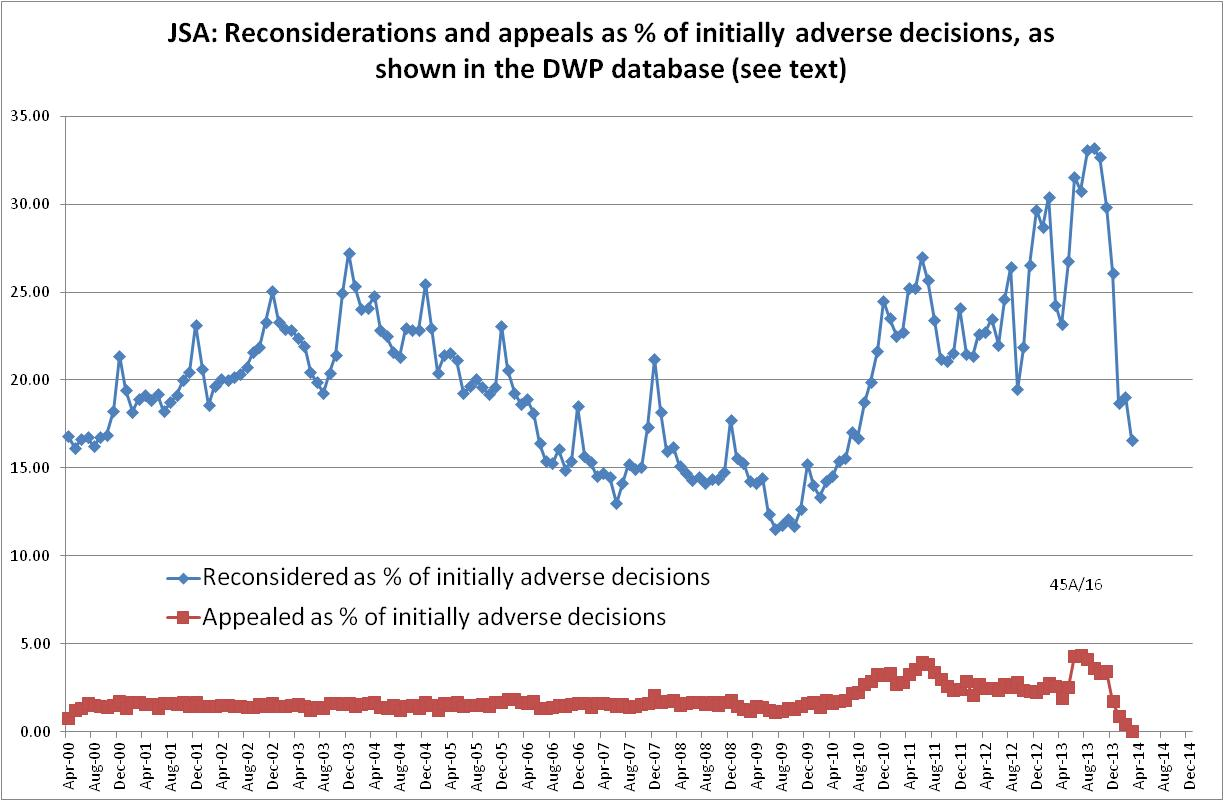 JSA: Reconsiderations and appeals as % of initially adverse decisions, as
shown in the DWP database (see text)
35.00
30.00
25.00
20.00
15.00
10.00
5.00
0.00
Reconsidered as % of initially adverse decisions
Appealed as % of initially adverse decisions
45A/16
Apr-00
Aug-00
Dec-00
Apr-01
Aug-01
Dec-01
Apr-02
Aug-02
Dec-02
Apr-03
Aug-03
Dec-03
Apr-04
Aug-04
Dec-04
Apr-05
Aug-05
Dec-05
Apr-06
Aug-06
Dec-06
Apr-07
Aug-07
Dec-07
Apr-08
Aug-08
Dec-08
Apr-09
Aug-09
Dec-09
Apr-10
Aug-10
Dec-10
Apr-11
Aug-11
Dec-11
Apr-12
Aug-12
Dec-12
Apr-13
Aug-13
Dec-13
Apr-14
Aug-14
Dec-14